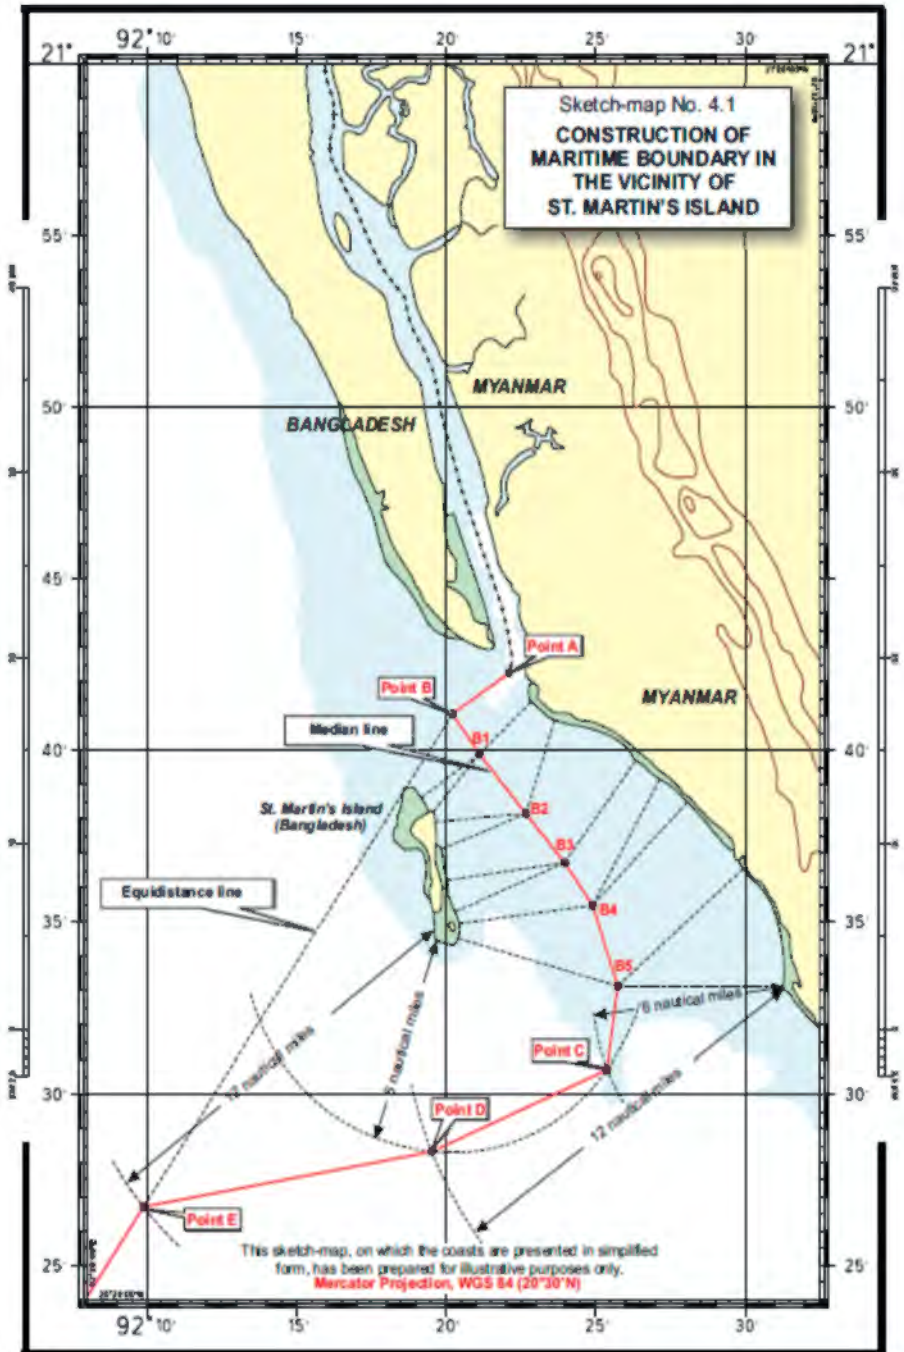 92° 10' 15' 20' 25' 30'
21° 21°
Sketch-map No. 4.1
CONSTRUCTION OF
MARITIME BOUNDARY IN
THE VICINITY OF
ST. MARTIN'S ISLAND
55' 55'
MYANMAR
50' 50'
BANGLADESH
45' 45'
Point A
Point B
MYANMAR
Median line
B1
40' 40'
St. Martin's Island
(Bangladesh)
B2
B3
Equidistance line
35' 35'
B4
B5
6 nautical miles
12 nautical miles
nautical miles
Point C
30' 30'
12 nautical miles
Point D
Point E
This sketch-map, on which the coasts are presented in simplified
form, has been prepared for illustrative purposes only.
Mercator Projection, WGS 84 (20°30'N)
25' 25'
92° 10' 15' 20' 25' 30'